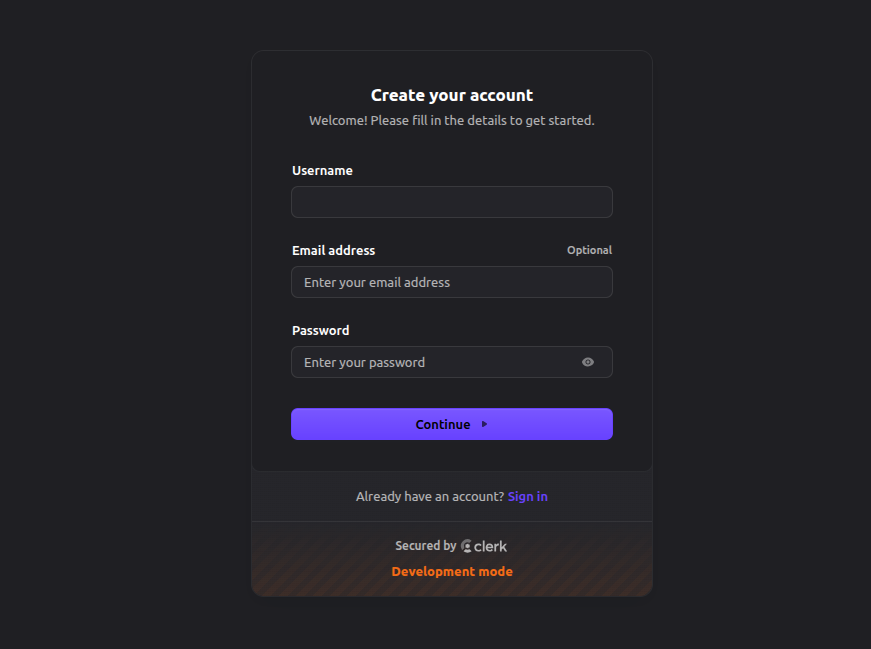 Create your account
Welcome! Please fill in the details to get started.
Username
Email address Optional
Enter your email address
Password
Enter your password
Continue
Already have an account? Sign in
Secured by clerk
Development mode